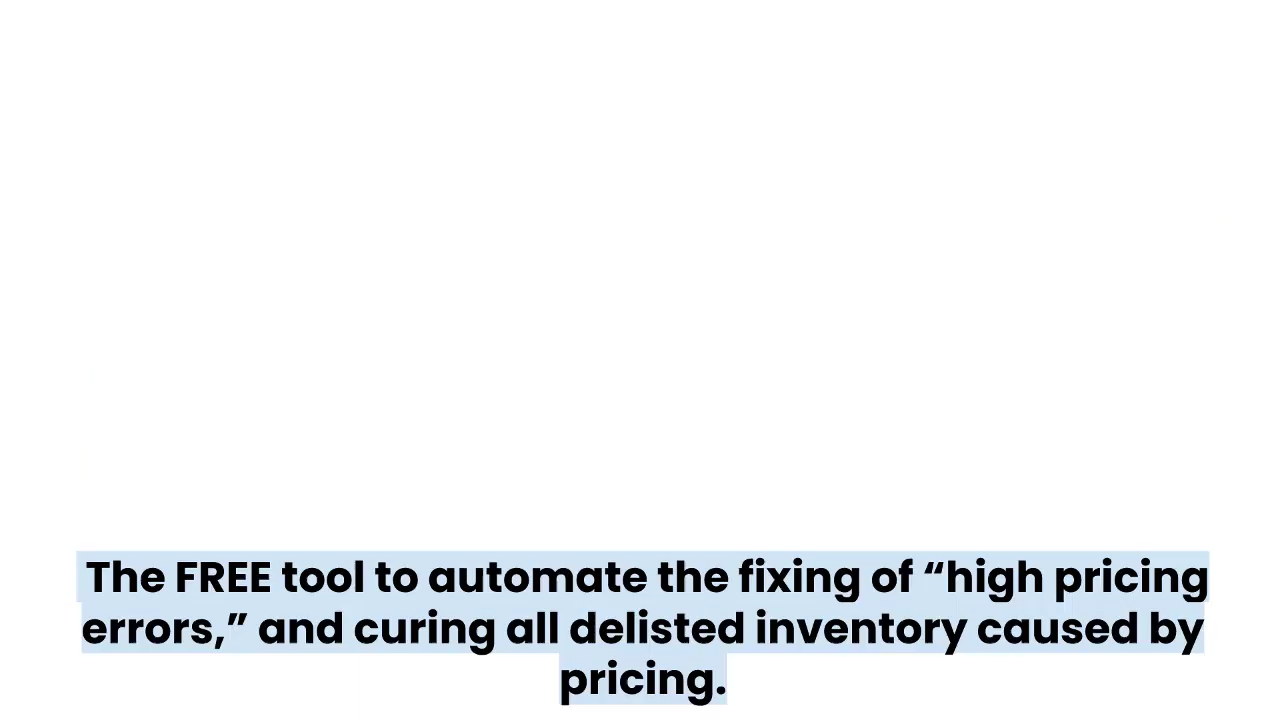 The FREE tool to automate the fixing of “high pricing
errors,” and curing all delisted inventory caused by
pricing.